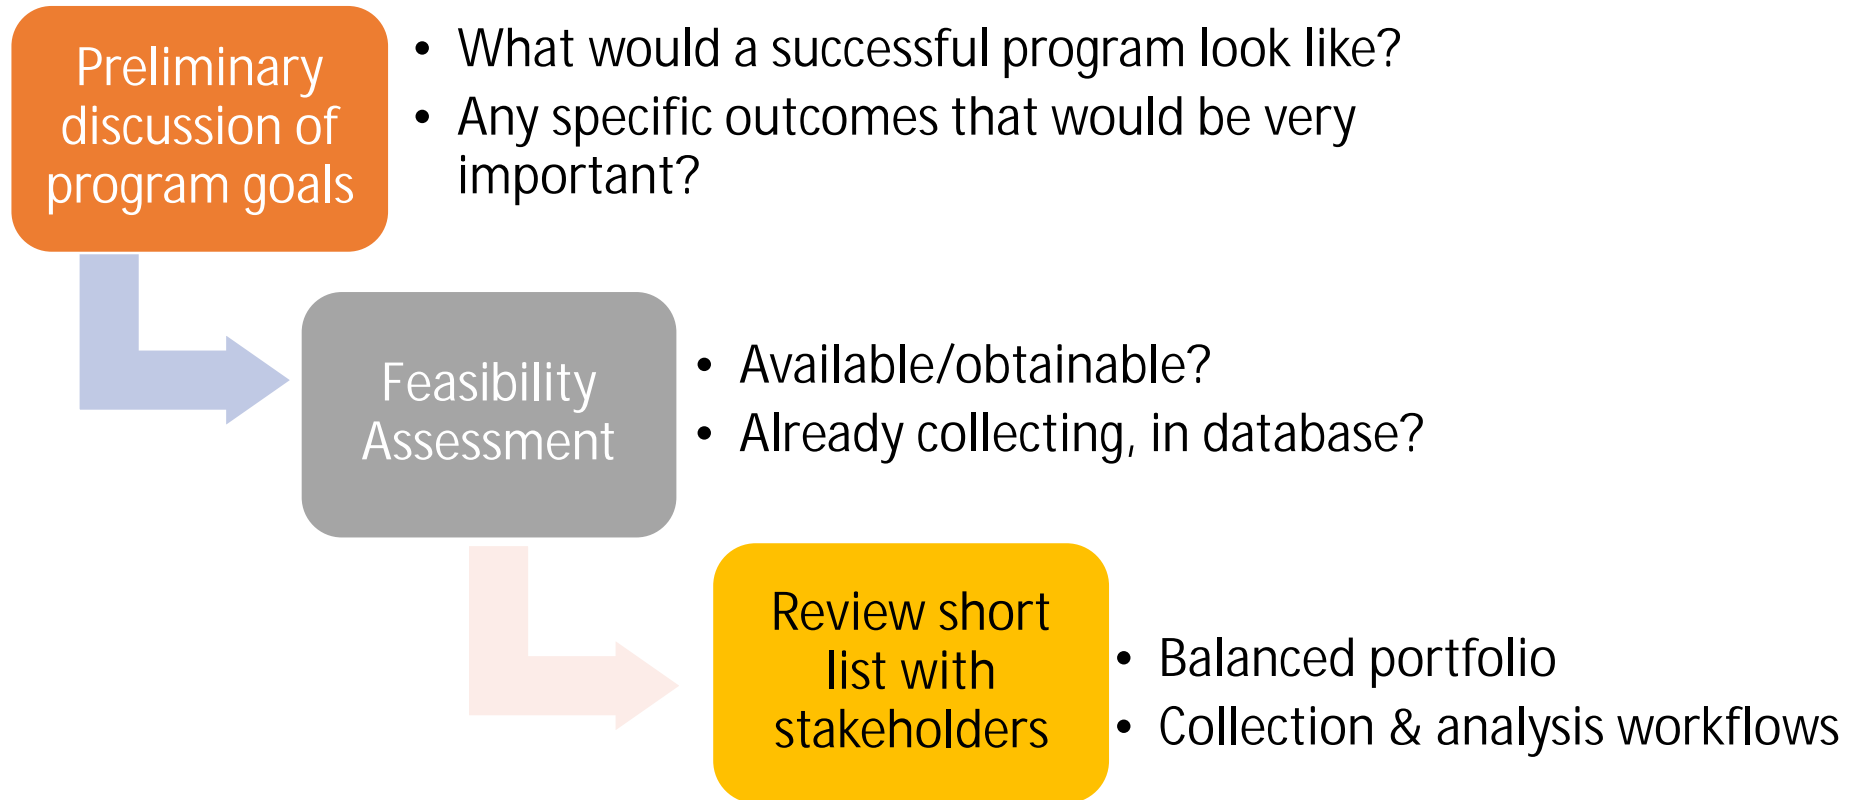 Preliminary
discussion of
program goals
• What would a successful program look like?
• Any specific outcomes that would be very
important?
Feasibility
Assessment
• Available/obtainable?
• Already collecting, in database?
Review short
list with
stakeholders
• Balanced portfolio
• Collection & analysis workflows